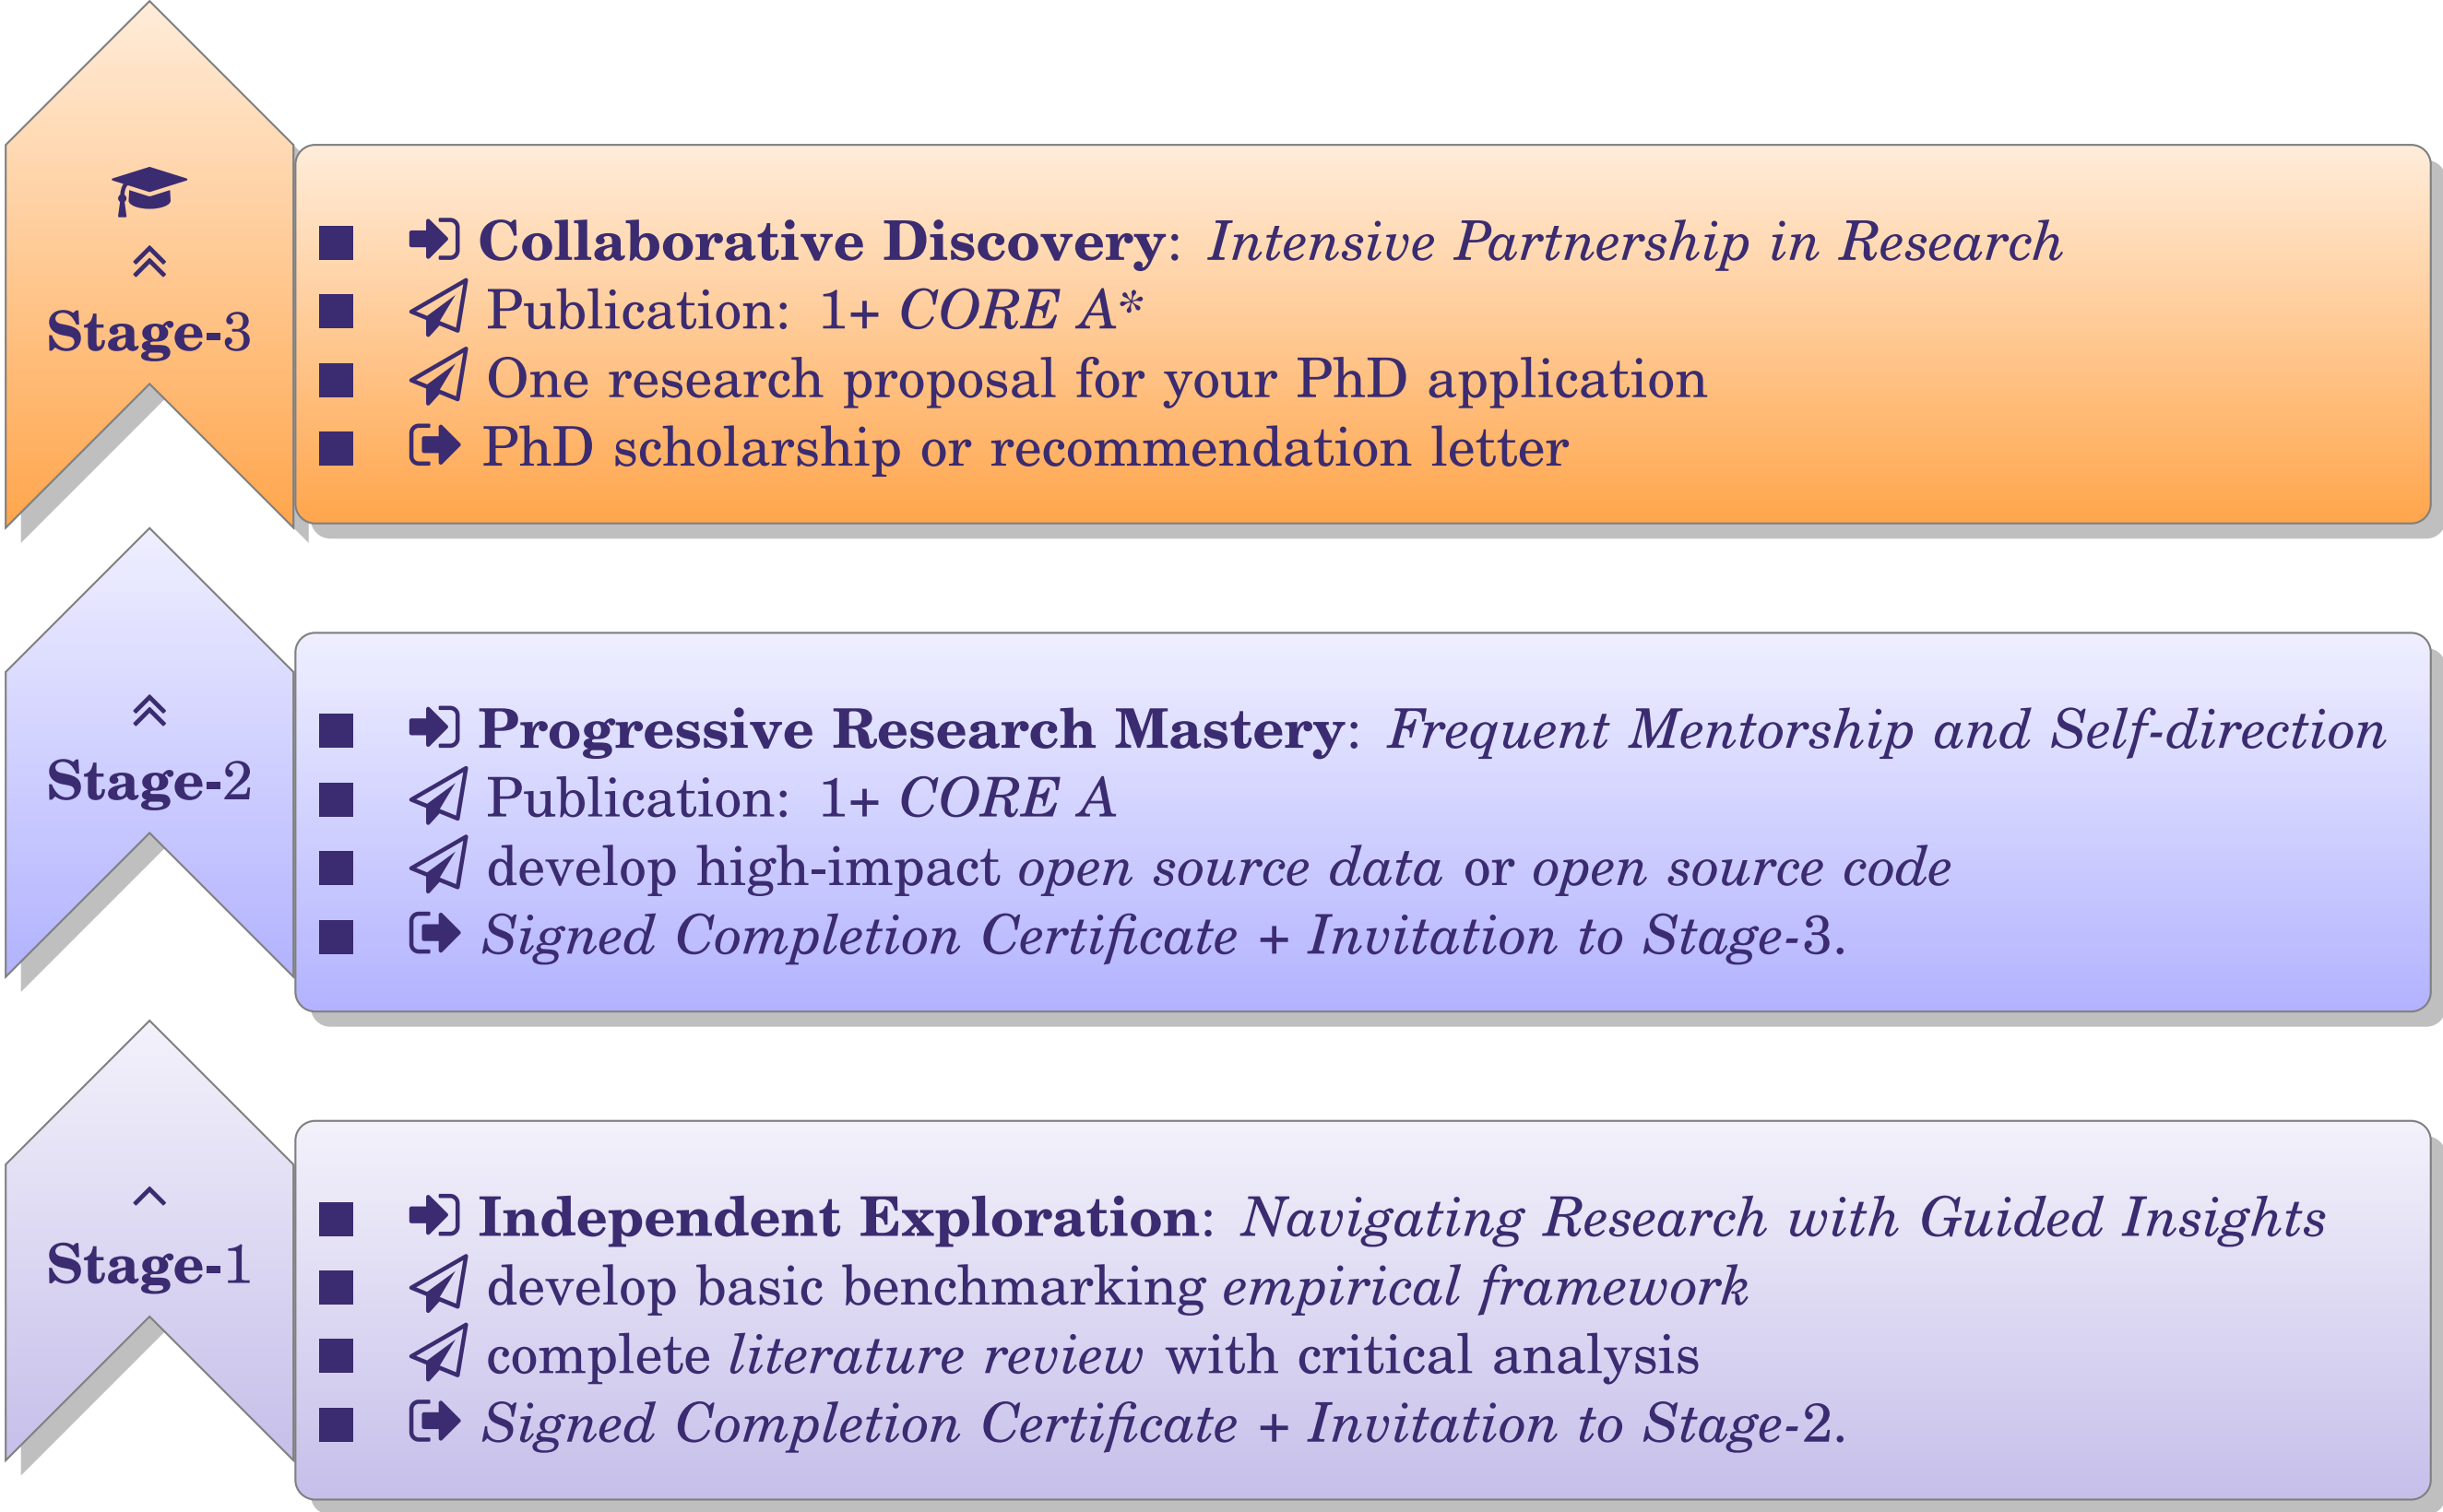 Stage-3
Collaborative Discovery: Intensive Partnership in Research
Publication: 1+ CORE A*
One research proposal for your PhD application
PhD scholarship or recommendation letter
Stage-2
Progressive Research Mastery: Frequent Mentorship and Self-direction
Publication: 1+ CORE A
develop high-impact open source data or open source code
Signed Completion Certificate + Invitation to Stage-3.
Stage-1
Independent Exploration: Navigating Research with Guided Insights
develop basic benchmarking empirical framework
complete literature review with critical analysis
Signed Completion Certificate + Invitation to Stage-2.